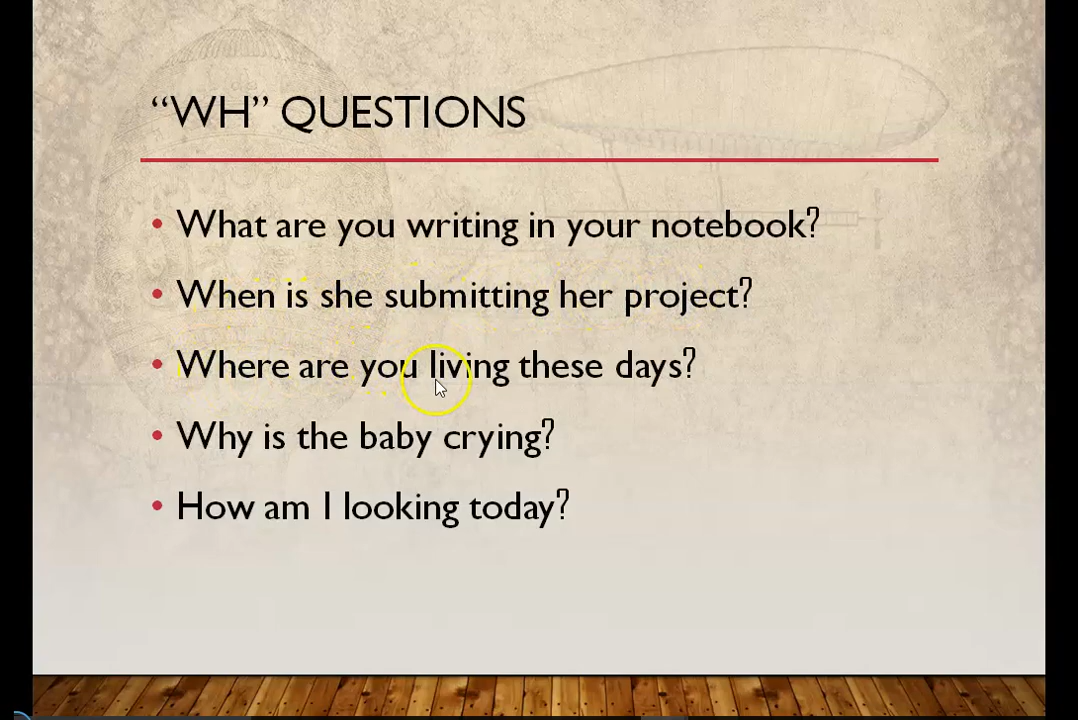 “WH” QUESTIONS
• What are you writing in your notebook?
• When is she submitting her project?
• Where are you living these days?
• Why is the baby crying?
• How am I looking today?